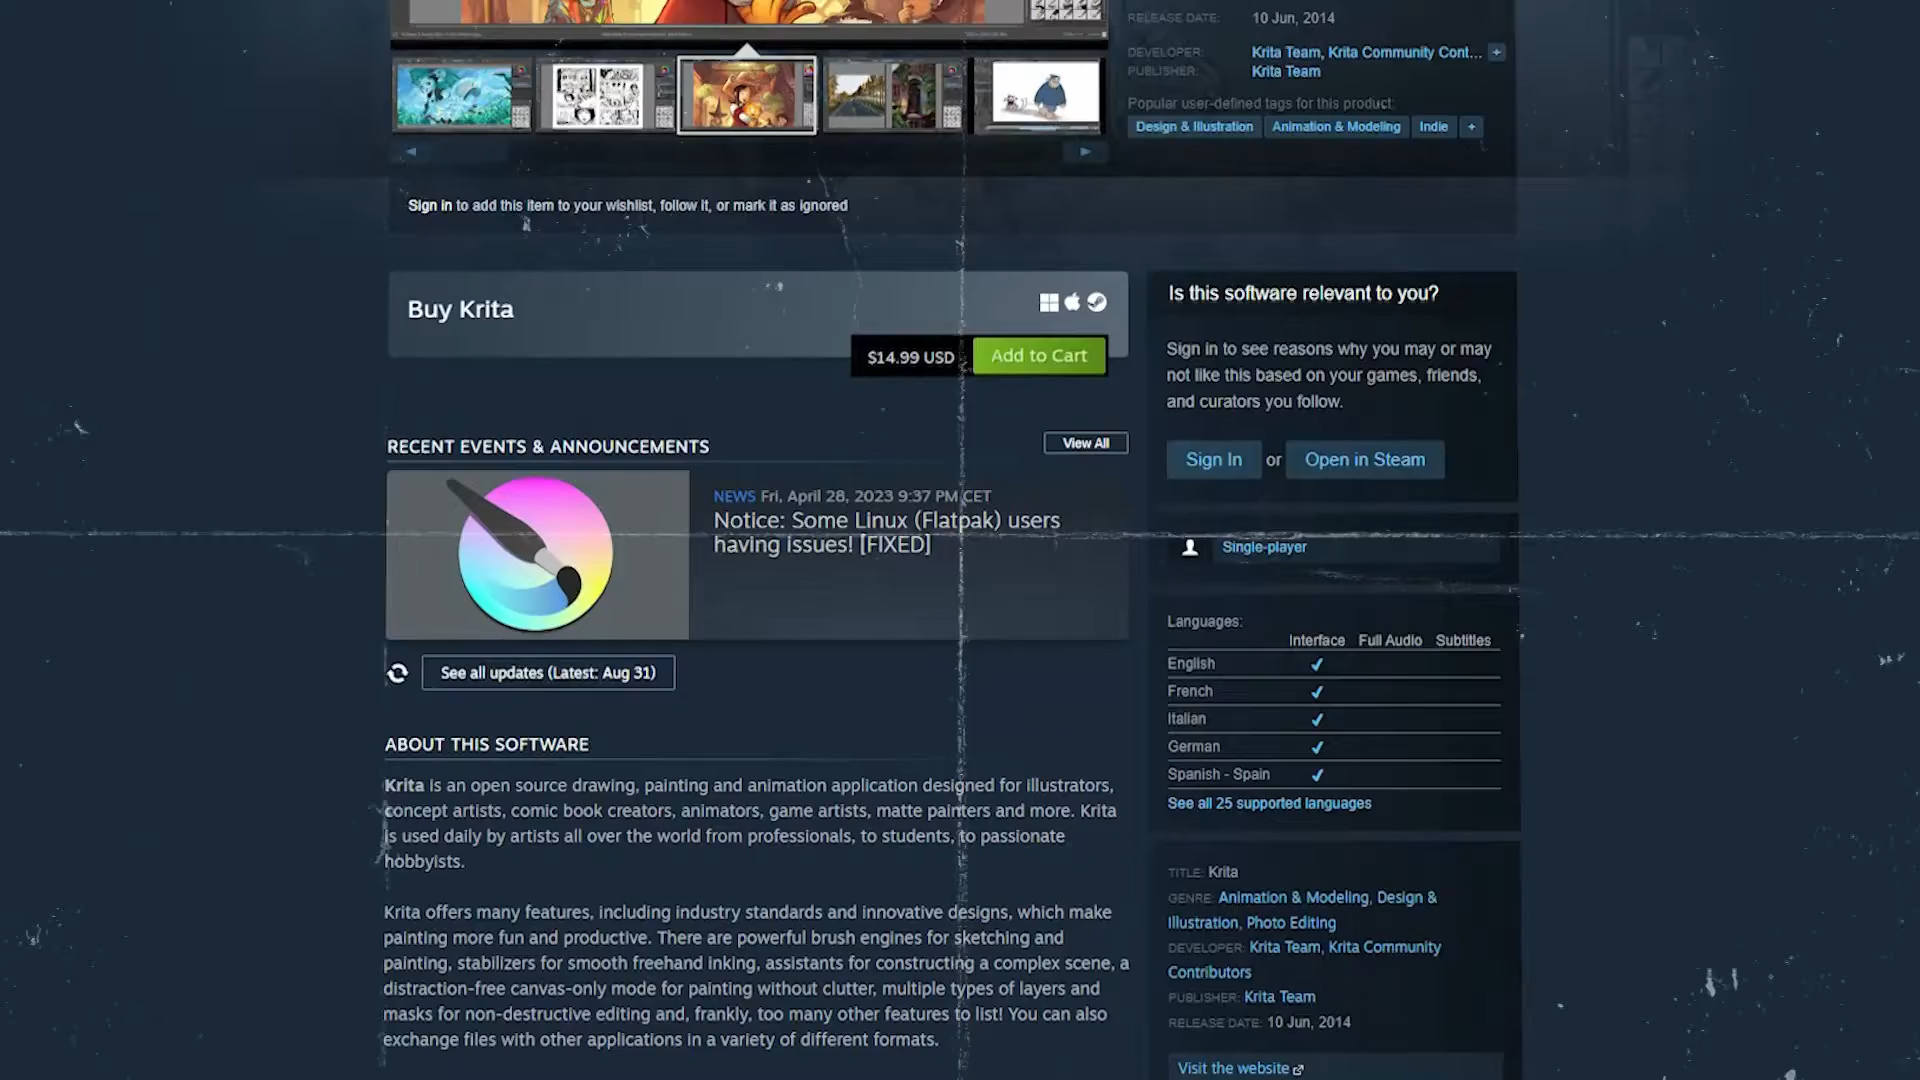 RELEASE DATE: 10 Jun, 2014
DEVELOPER: Krita Team, Krita Community Cont... +
PUBLISHER: Krita Team
Popular user-defined tags for this product:
Design & Illustration Animation & Modeling Indie +
Sign in to add this item to your wishlist, follow it, or mark it as ignored
Buy Krita
$14.99 USD Add to Cart
RECENT EVENTS & ANNOUNCEMENTS
View All
NEWS Fri, April 28, 2023 9:37 PM CET
Notice: Some Linux (Flatpak) users
having issues! [FIXED]
See all updates (Latest: Aug 31)
ABOUT THIS SOFTWARE
Krita is an open source drawing, painting and animation application designed for illustrators,
concept artists, comic book creators, animators, game artists, matte painters and more. Krita
is used daily by artists all over the world from professionals, to students, to passionate
hobbyists.
Krita offers many features, including industry standards and innovative designs, which make
painting more fun and productive. There are powerful brush engines for sketching and
painting, stabilizers for smooth freehand inking, assistants for constructing a complex scene, a
distraction-free canvas-only mode for painting without clutter, multiple types of layers and
masks for non-destructive editing and, frankly, too many other features to list! You can also
exchange files with other applications in a variety of different formats.
Is this software relevant to you?
Sign in to see reasons why you may or may
not like this based on your games, friends,
and curators you follow.
Sign In or Open in Steam
Single-player
Languages:
Interface Full Audio Subtitles
English
French
Italian
German
Spanish - Spain
See all 25 supported languages
TITLE: Krita
GENRE: Animation & Modeling, Design &
Illustration, Photo Editing
DEVELOPER: Krita Team, Krita Community
Contributors
PUBLISHER: Krita Team
RELEASE DATE: 10 Jun, 2014
Visit the website